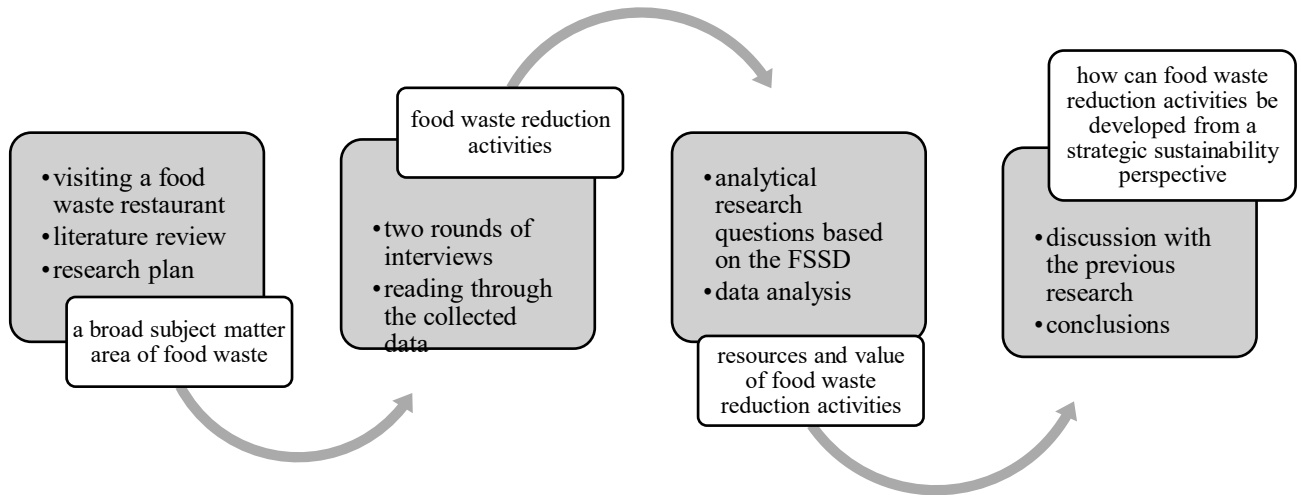 •visiting a food
waste restaurant
•literature review
•research plan
a broad subject matter
area of food waste
food waste reduction
activities
•two rounds of
interviews
•reading through
the collected
data
•analytical
research
questions based
on the FSSD
•data analysis
resources and value
of food waste
reduction activities
how can food waste
reduction activities be
developed from a
strategic sustainability
perspective
•discussion with
the previous
research
•conclusions